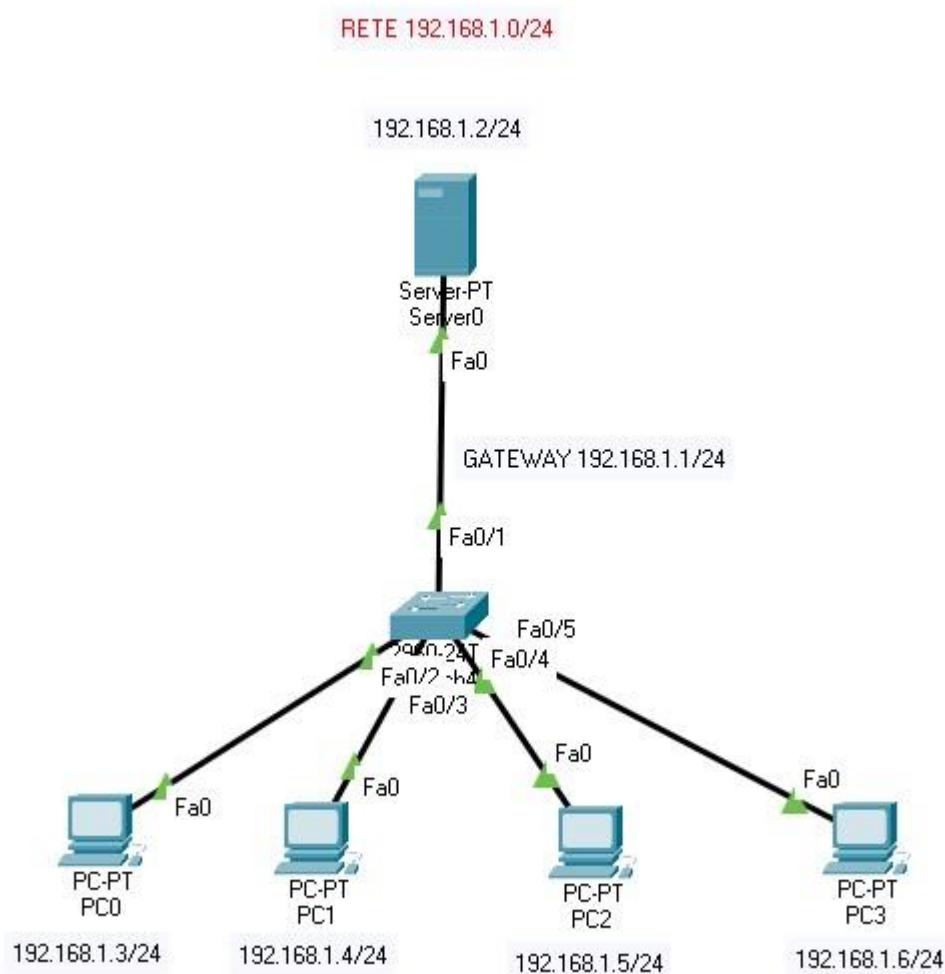 RETE 192.168.1.0/24
192.168.1.2/24
Server-PT
Server0
Fa0
GATEWAY 192.168.1.1/24
Fa0/1
Fa0/5
Fa0/4
Fa0/2
Fa0/3
Fa0
Fa0
Fa0
Fa0
PC-PT
PC0
PC-PT
PC1
PC-PT
PC2
PC-PT
PC3
192.168.1.3/24
192.168.1.4/24
192.168.1.5/24
192.168.1.6/24